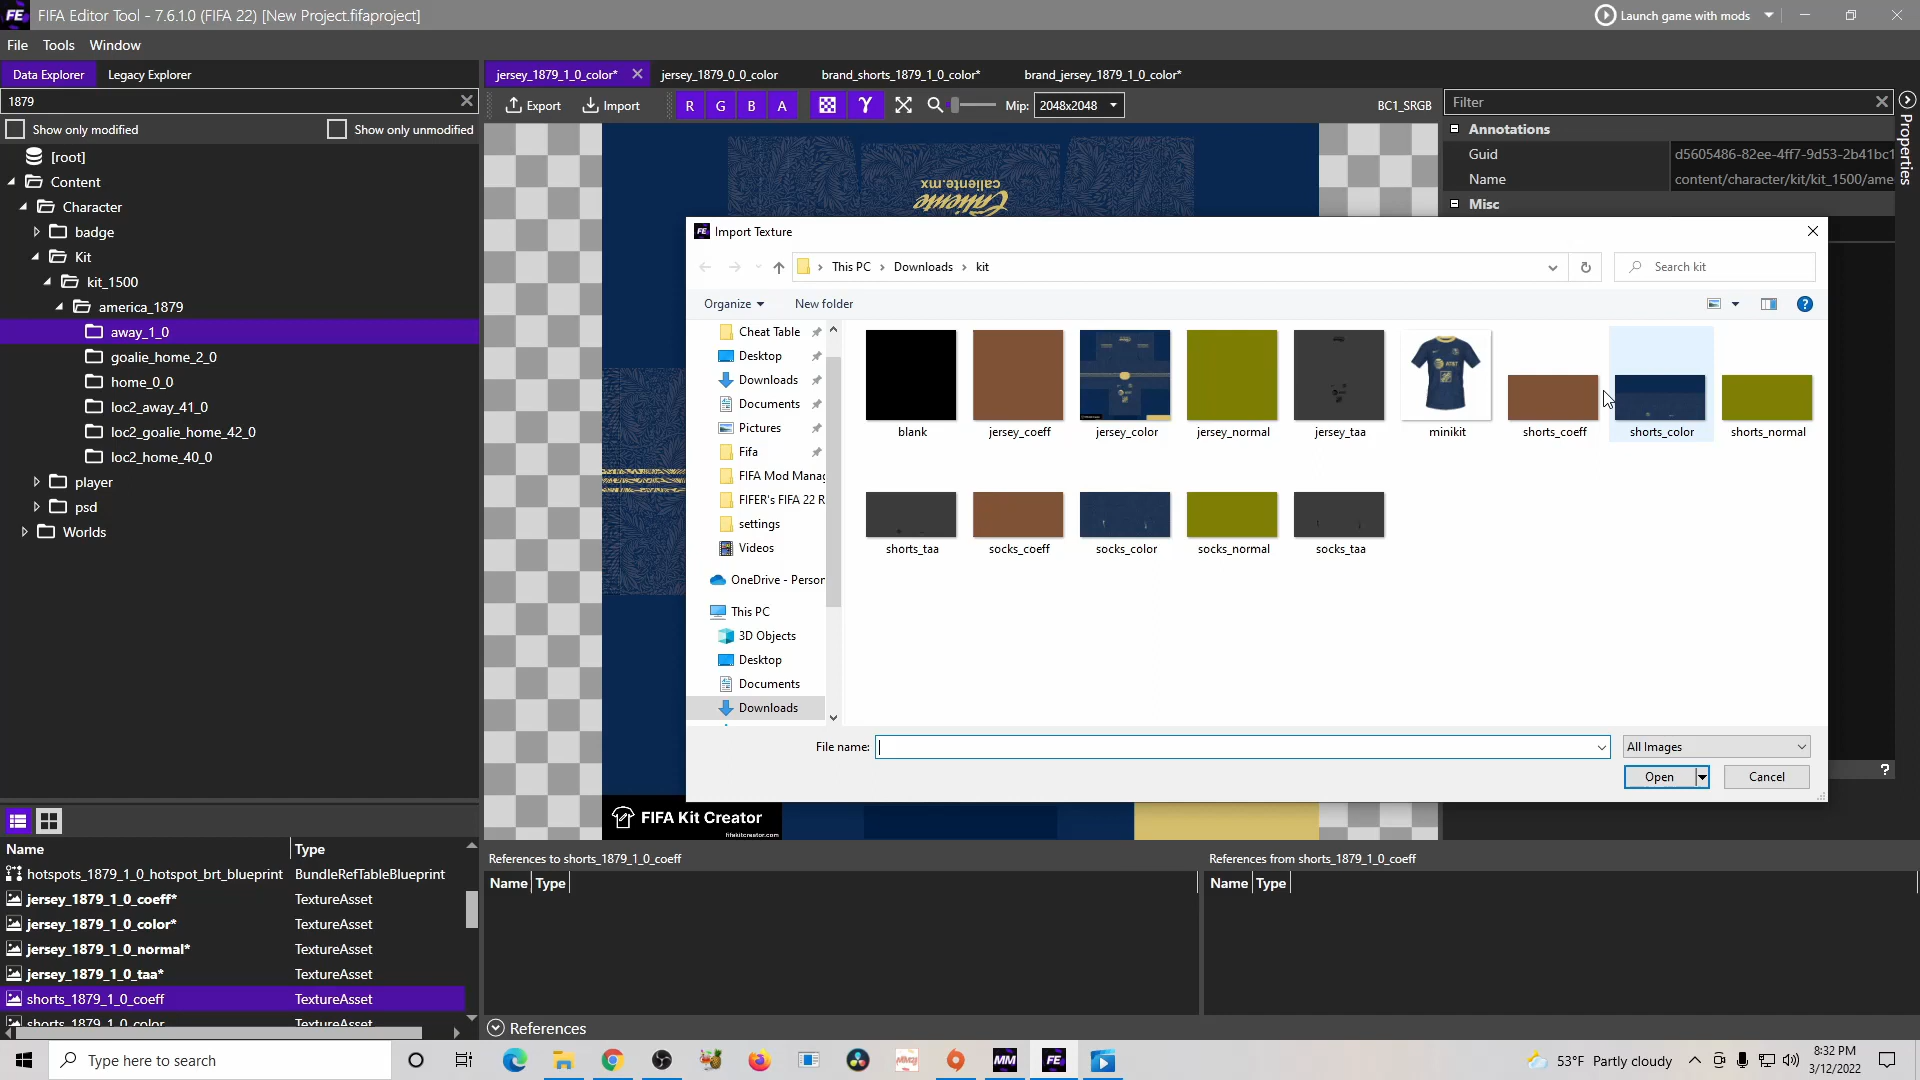 FIFA Editor Tool - 7.6.1.0 (FIFA 22) [New Project.fifaproject]
Launch game with mods
File Tools Window
Data Explorer Legacy Explorer
jersey_1879_1_0_color* jersey_1879_0_0_color brand_shorts_1879_1_0_color* brand_jersey_1879_1_0_color*
1879
Export Import R G B A Mip: 2048x2048 BC1_SRGB
Filter
Show only modified Show only unmodified
Annotations
Guid d5605486-82ee-4ff7-9d53-2b41bc1
Name content/character/kit/kit_1500/ame
Misc
Properties
[root]
Content
Character
badge
Kit
kit_1500
america_1879
away_1_0
goalie_home_2_0
home_0_0
loc2_away_41_0
loc2_goalie_home_42_0
loc2_home_40_0
player
psd
Worlds
Caliente
caliente.mx
Import Texture
This PC Downloads kit
Search kit
Organize New folder
Cheat Table
Desktop
Downloads
Documents
Pictures
Fifa
FIFA Mod Manag
FIFER's FIFA 22 R
settings
Videos
OneDrive - Person
This PC
3D Objects
Desktop
Documents
Downloads
blank jersey_coeff jersey_color jersey_normal jersey_taa minikit shorts_coeff shorts_color shorts_normal
shorts_taa socks_coeff socks_color socks_normal socks_taa
File name: All Images
Open Cancel
FIFA Kit Creator
fifakitcreator.com
Name Type
hotspots_1879_1_0_hotspot_brt_blueprint BundleRefTableBlueprint
jersey_1879_1_0_coeff* TextureAsset
jersey_1879_1_0_color* TextureAsset
jersey_1879_1_0_normal* TextureAsset
jersey_1879_1_0_taa* TextureAsset
shorts_1879_1_0_coeff TextureAsset
shorts_1879_1_0_color TextureAsset
References to shorts_1879_1_0_coeff
Name Type
References from shorts_1879_1_0_coeff
Name Type
References
Type here to search
53°F Partly cloudy
8:32 PM
3/12/2022